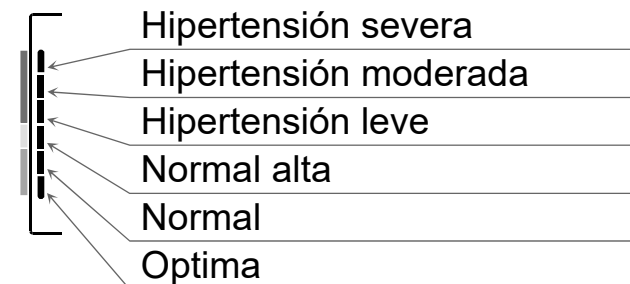 Hipertensión severa
Hipertensión moderada
Hipertensión leve
Normal alta
Normal
Optima